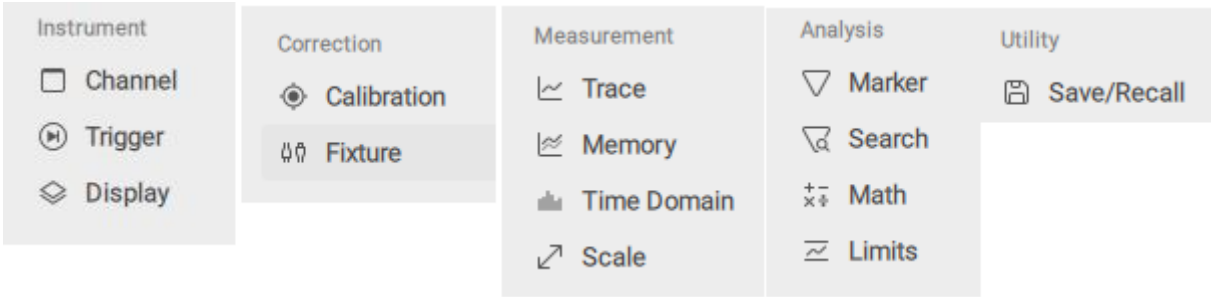 Instrument
Channel
Trigger
Display
Correction
Calibration
Fixture
Measurement
Trace
Memory
Time Domain
Scale
Analysis
Marker
Search
Math
Limits
Utility
Save/Recall